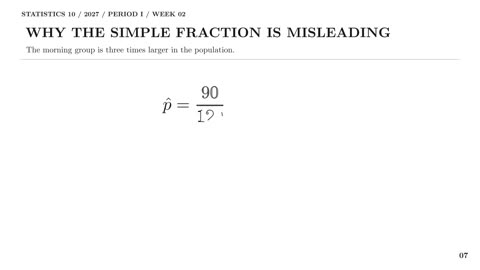 STATISTICS 10 / 2027 / PERIOD I / WEEK 02
WHY THE SIMPLE FRACTION IS MISLEADING
The morning group is three times larger in the population.
p̂ = 90
07